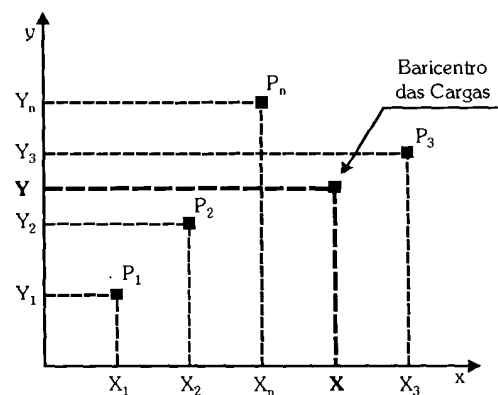 y
Baricentro
das Cargas
Yₙ
Pₙ
Y₃
P₃
Y
Y₂
P₂
Y₁
P₁
X₁ X₂ Xₙ X X₃
x